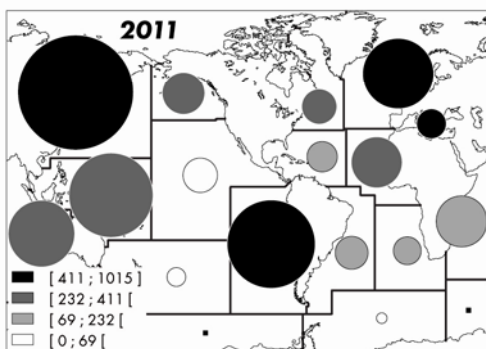 2011
[ 411 ; 1015 ]
[ 232 ; 411 [
[ 69 ; 232 [
[ 0 ; 69 [